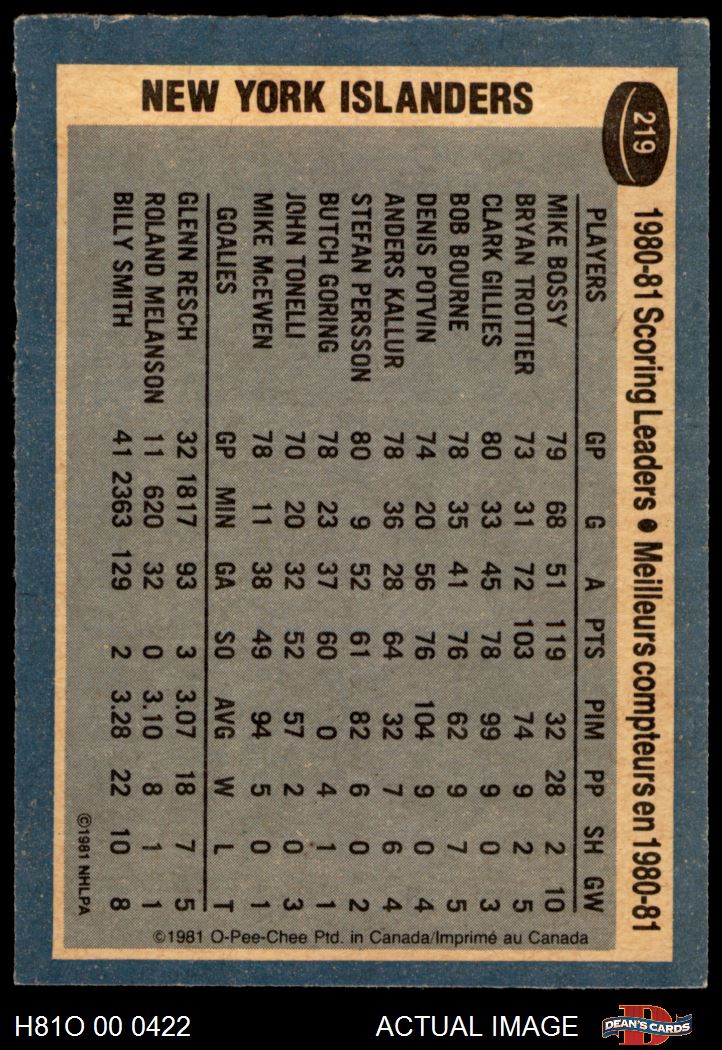 NEW YORK ISLANDERS
219
1980-81 Scoring Leaders • Meilleurs compteurs en 1980-81
PLAYERS GP G A PTS PIM PP SH GW
MIKE BOSSY 79 68 51 119 32 28 2 10
BRYAN TROTTIER 73 31 72 103 74 9 2 5
CLARK GILLIES 80 33 45 78 99 9 0 3
BOB BOURNE 78 35 41 76 62 9 7 5
DENIS POTVIN 74 20 56 76 104 9 0 4
ANDERS KALLUR 78 36 28 64 32 7 6 4
STEFAN PERSSON 80 9 52 61 82 6 0 2
BUTCH GORING 78 23 37 60 0 4 1 1
JOHN TONELLI 70 20 32 52 57 2 0 3
MIKE McEWEN 78 11 38 49 94 5 0 1
GOALIES GP MIN GA SO AVG W L T
GLENN RESCH 32 1817 93 3 3.07 18 7 5
ROLAND MELANSON 11 620 32 0 3.10 8 1 1
BILLY SMITH 41 2363 129 2 3.28 22 10 8
©1981 NHLPA
©1981 O-Pee-Chee Ptd. in Canada/Imprimé au Canada
H81O 00 0422
ACTUAL IMAGE
D
DEAN'S CARDS